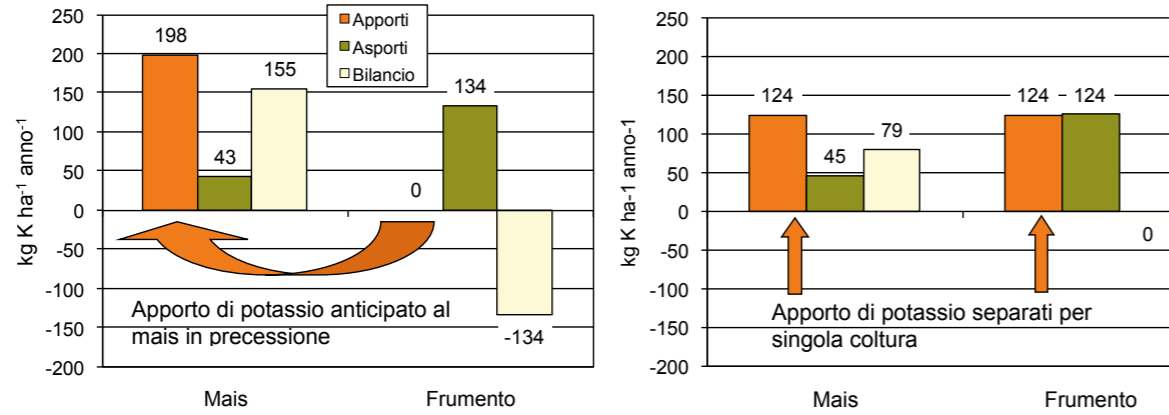 250
200
150
100
50
0
-50
-100
-150
-200
kg K ha⁻¹ anno⁻¹
Apporti
Asporti
Bilancio
198
43
155
0
134
-134
Apporto di potassio anticipato al
mais in precessione
Mais
Frumento
250
200
150
100
50
0
-50
-100
-150
-200
kg K ha-1 anno-1
124
45
79
124
124
0
Apporto di potassio separati per
singola coltura
Mais
Frumento